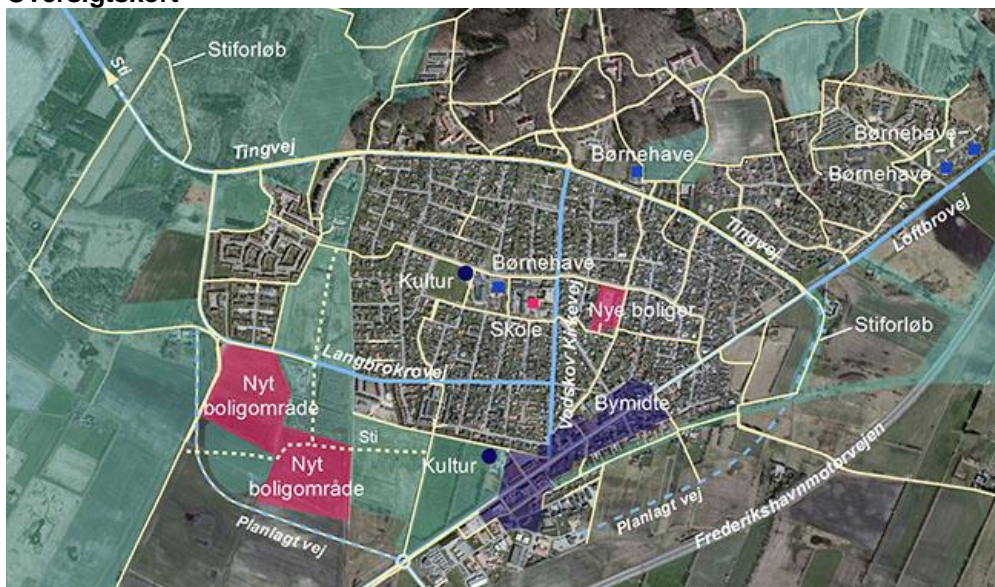 Oversigtskort
Stiforløb
Sti
Tingvej
Børnehave
Børnehave
Børnehave
Løftbrovej
Tingvej
Børnehave
Kultur
Skole
Nye boliger
Vodskov Kirkevej
Stiforløb
Langbrokrovej
Nyt
boligområde
Bymidte
Sti
Kultur
Nyt
boligområde
Planlagt vej
Planlagt vej
Frederikshavnmotorvejen